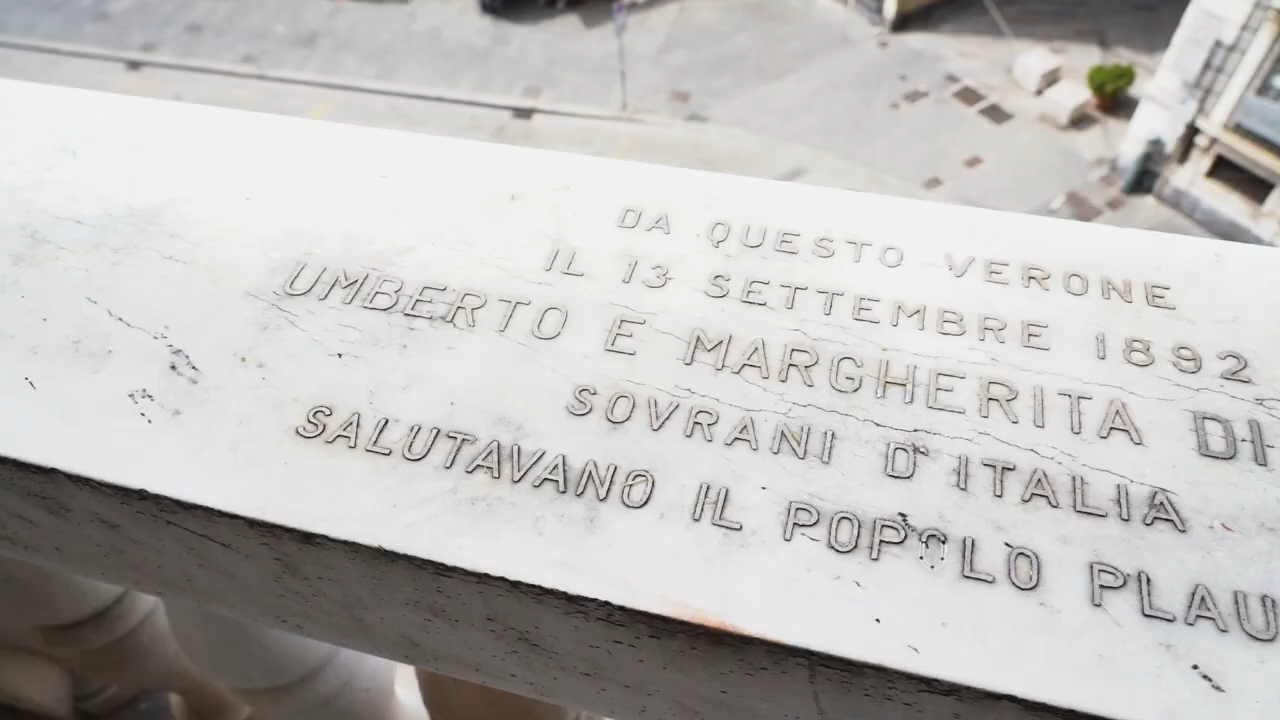 DA QUESTO VERONE
IL 13 SETTEMBRE 1892
UMBERTO E MARGHERITA DI
SOVRANI D'ITALIA
SALUTAVANO IL POPOLO PLAU